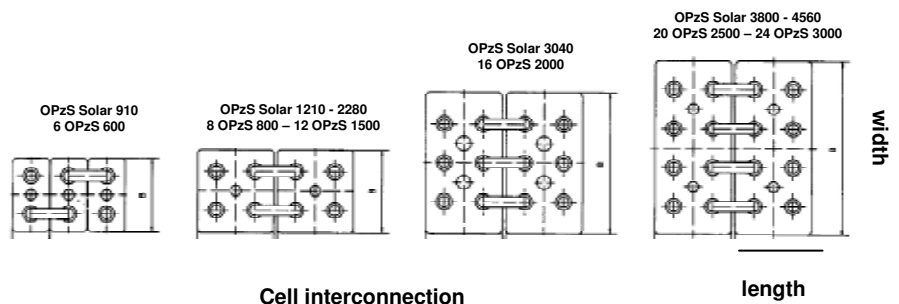 OPzS Solar 910
6 OPzS 600
OPzS Solar 1210 - 2280
8 OPzS 800 – 12 OPzS 1500
OPzS Solar 3040
16 OPzS 2000
OPzS Solar 3800 - 4560
20 OPzS 2500 – 24 OPzS 3000
width
length
Cell interconnection